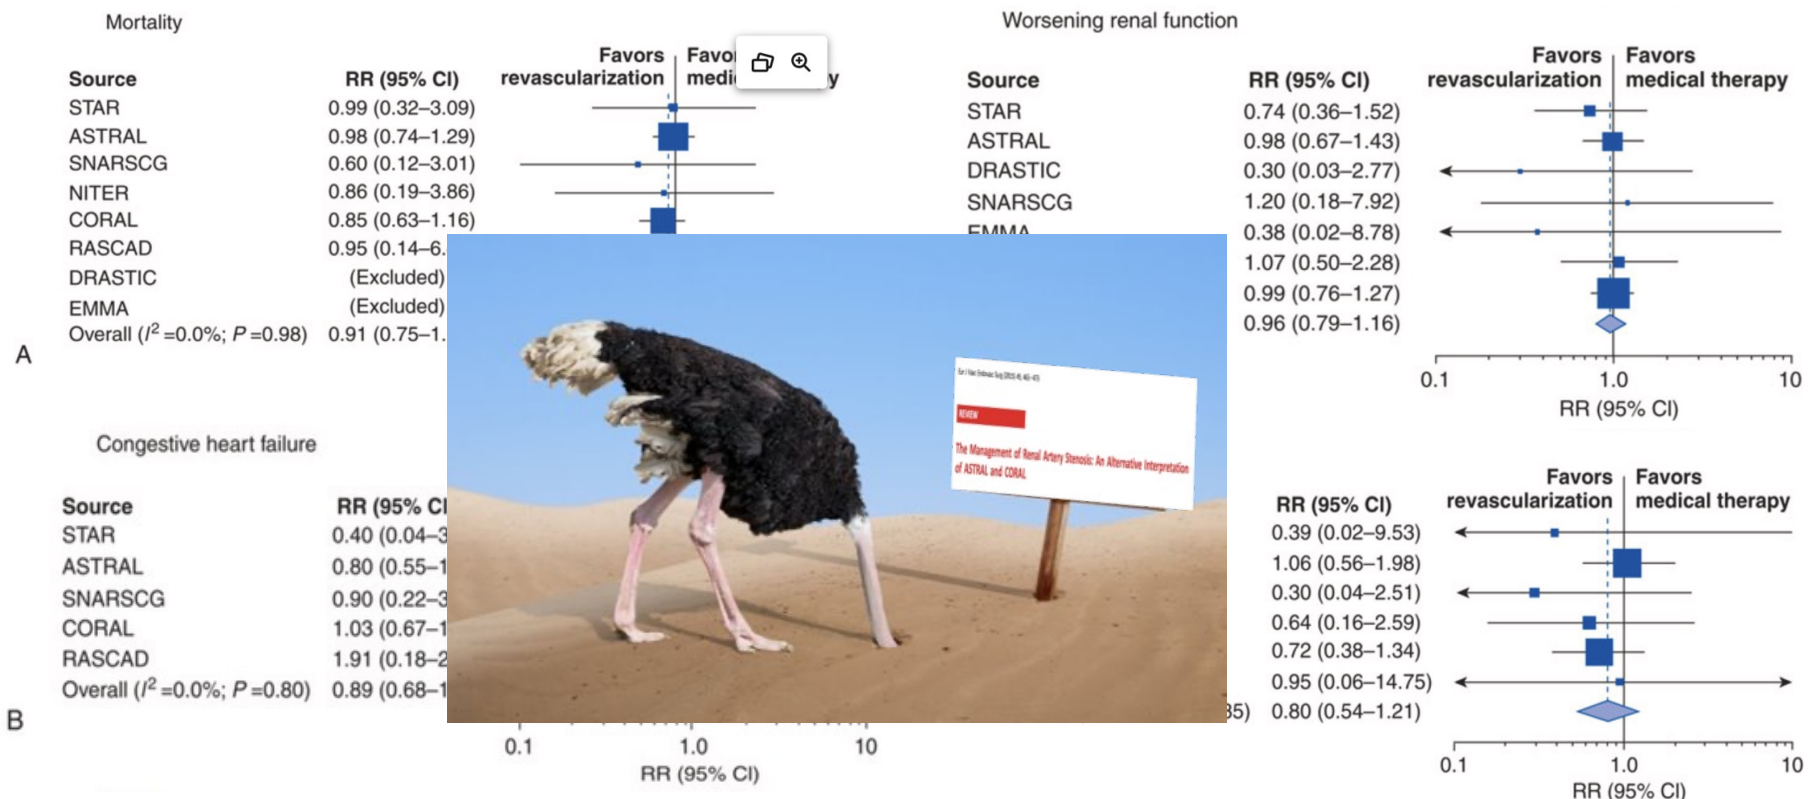 Mortality
Favors Favo
revascularization medi y
Source RR (95% CI)
STAR 0.99 (0.32–3.09)
ASTRAL 0.98 (0.74–1.29)
SNARSCG 0.60 (0.12–3.01)
NITER 0.86 (0.19–3.86)
CORAL 0.85 (0.63–1.16)
RASCAD 0.95 (0.14–6.
DRASTIC (Excluded)
EMMA (Excluded)
Overall (I²=0.0%; P=0.98) 0.91 (0.75–1.
A
Worsening renal function
Favors Favors
revascularization medical therapy
Source RR (95% CI)
STAR 0.74 (0.36–1.52)
ASTRAL 0.98 (0.67–1.43)
DRASTIC 0.30 (0.03–2.77)
SNARSCG 1.20 (0.18–7.92)
EMMA 0.38 (0.02–8.78)
1.07 (0.50–2.28)
0.99 (0.76–1.27)
0.96 (0.79–1.16)
0.1 1.0 10
RR (95% CI)
REVIEW
The Management of Renal Artery Stenosis: An Alternative Interpretation
of ASTRAL and CORAL
Congestive heart failure
Source RR (95% CI
STAR 0.40 (0.04–3
ASTRAL 0.80 (0.55–1
SNARSCG 0.90 (0.22–3
CORAL 1.03 (0.67–1
RASCAD 1.91 (0.18–2
Overall (I²=0.0%; P=0.80) 0.89 (0.68–1
B
0.1 1.0 10
RR (95% CI)
Favors Favors
revascularization medical therapy
RR (95% CI)
0.39 (0.02–9.53)
1.06 (0.56–1.98)
0.30 (0.04–2.51)
0.64 (0.16–2.59)
0.72 (0.38–1.34)
0.95 (0.06–14.75)
35) 0.80 (0.54–1.21)
0.1 1.0 10
RR (95% CI)